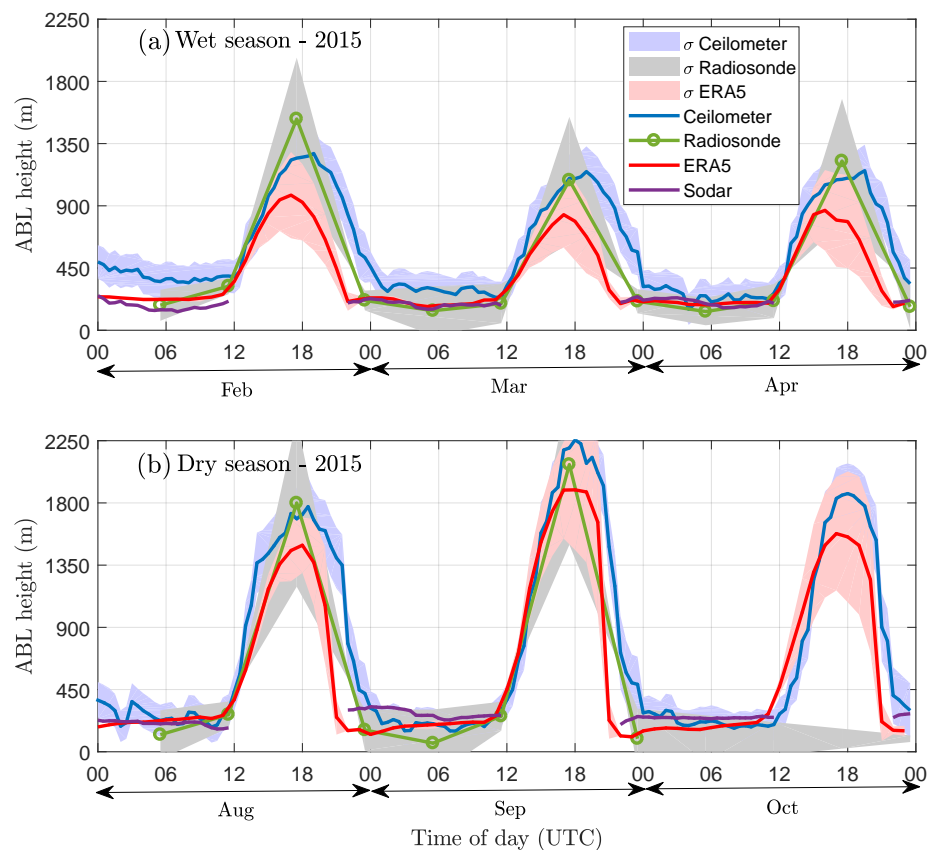 (a) Wet season - 2015
σ Ceilometer
σ Radiosonde
σ ERA5
Ceilometer
Radiosonde
ERA5
Sodar
ABL height (m)
2250
1800
1350
900
450
0
00 06 12 18 00 06 12 18 00 06 12 18 00
Feb Mar Apr
(b) Dry season - 2015
ABL height (m)
2250
1800
1350
900
450
0
00 06 12 18 00 06 12 18 00 06 12 18 00
Aug Sep Oct
Time of day (UTC)